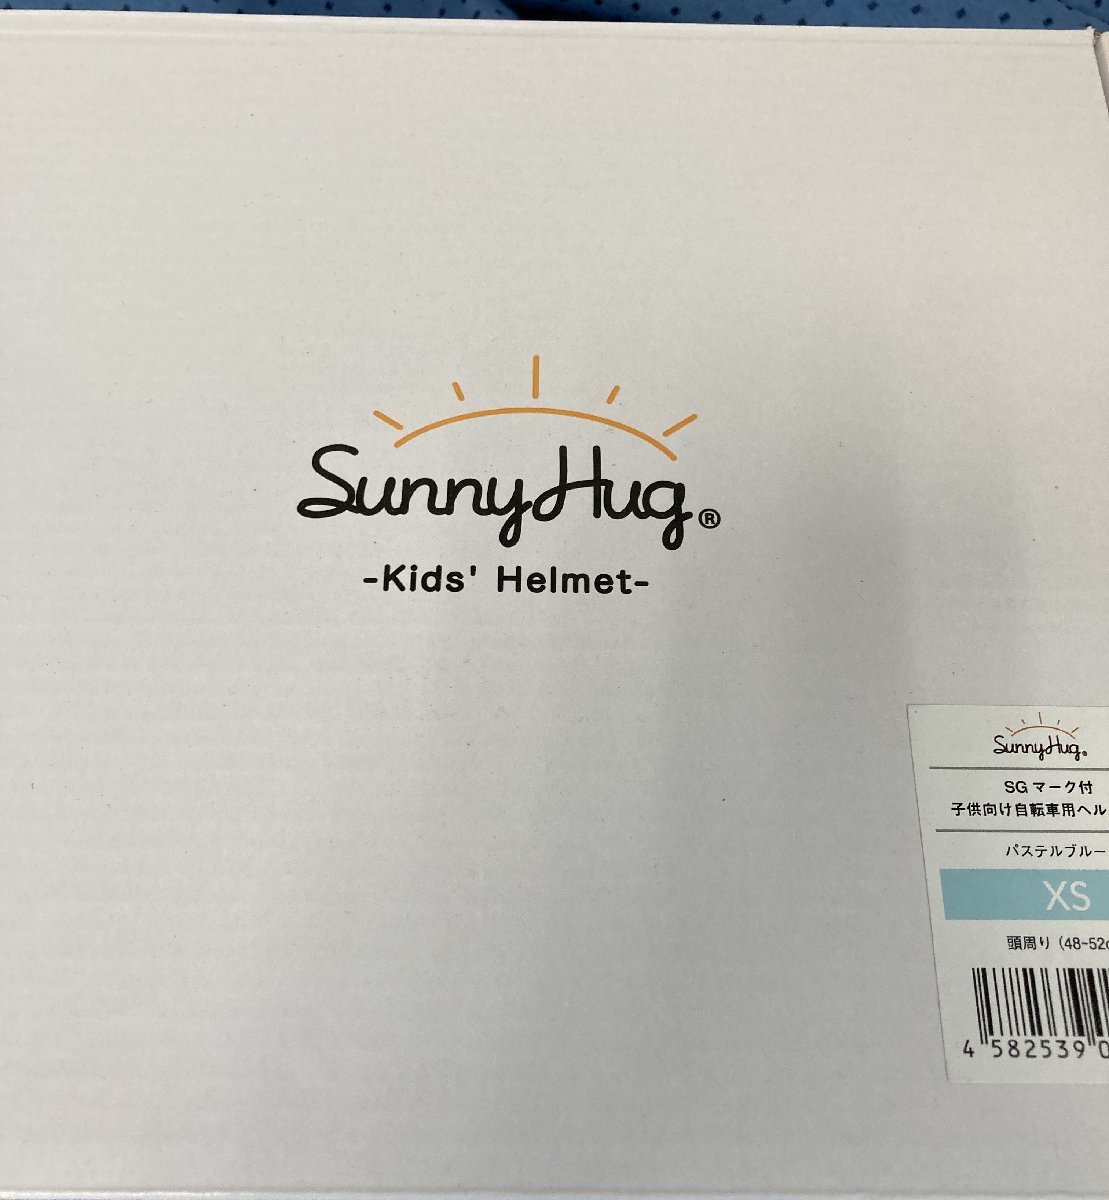 SunnyHug®
-Kids' Helmet-
SunnyHug®
SGマーク付
子供向け自転車用ヘル
パステルブルー
XS
頭周り（48~52c
4 582539 0